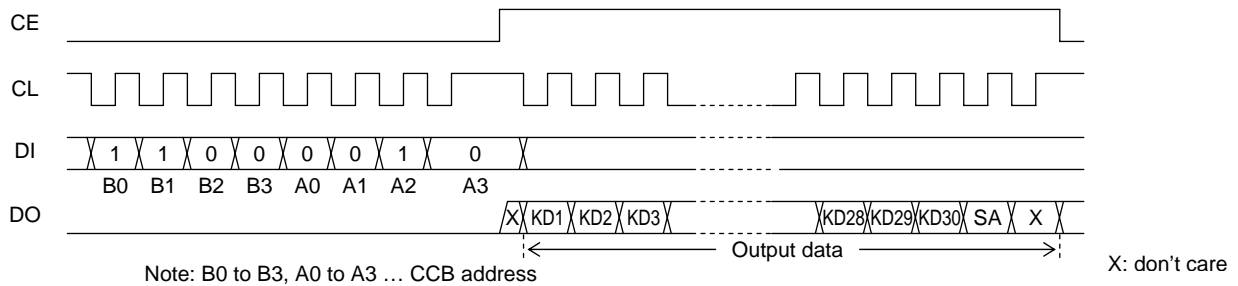 CE
CL
DI 1 1 0 0 0 0 1 0
B0 B1 B2 B3 A0 A1 A2 A3
DO X KD1 KD2 KD3 KD28 KD29 KD30 SA X
Output data
X: don't care
Note: B0 to B3, A0 to A3 … CCB address